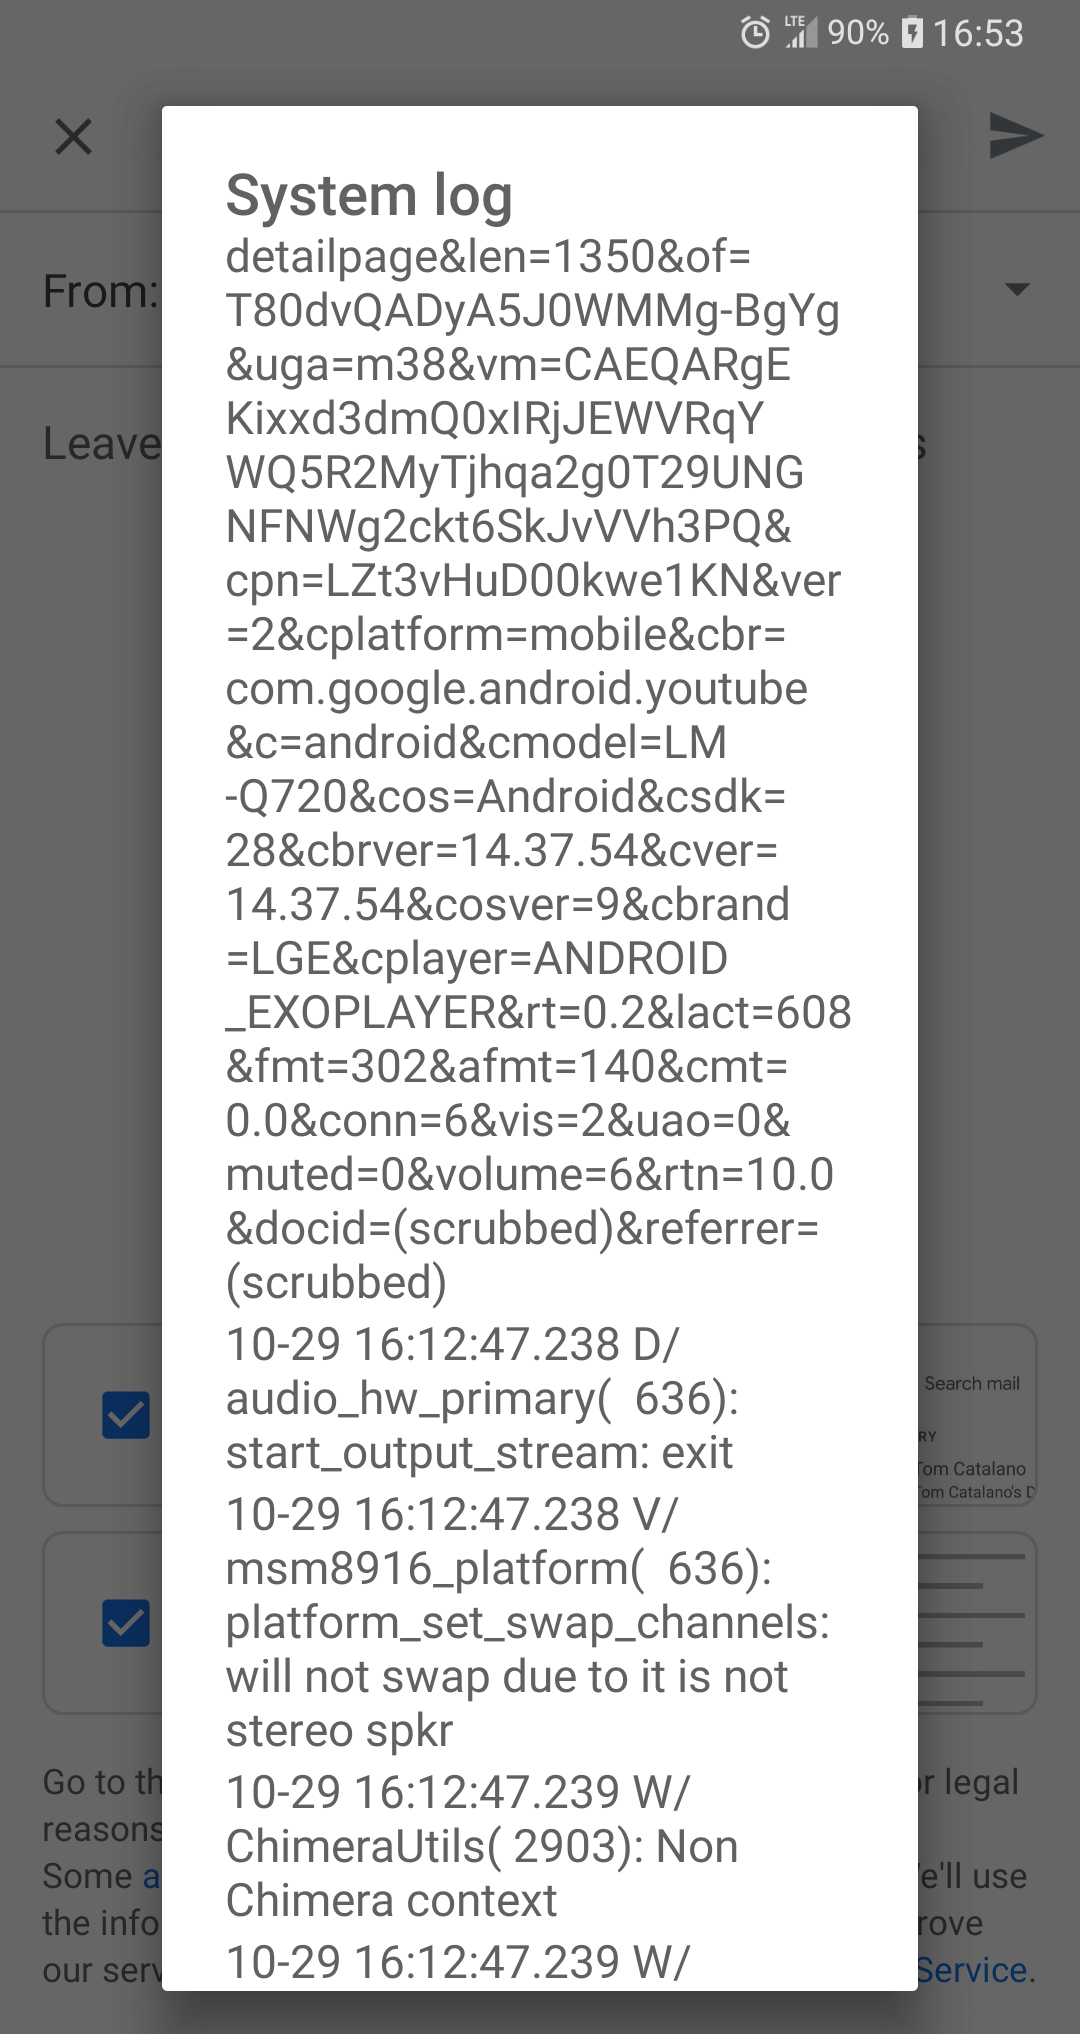 LTE 90% 16:53
System log
detailpage&len=1350&of=
From:
T80dvQADyA5J0WMMg-BgYg
&uga=m38&vm=CAEQARgE
Kixxd3dmQ0xIRjJEWVRqY
Leave
WQ5R2MyTjhqa2g0T29UNG
NFNWg2ckt6SkJvVVh3PQ&
cpn=LZt3vHuD00kwe1KN&ver
=2&cplatform=mobile&cbr=
com.google.android.youtube
&c=android&cmodel=LM
-Q720&cos=Android&csdk=
28&cbrver=14.37.54&cver=
14.37.54&cosver=9&cbrand
=LGE&cplayer=ANDROID
_EXOPLAYER&rt=0.2&lact=608
&fmt=302&afmt=140&cmt=
0.0&conn=6&vis=2&uao=0&
muted=0&volume=6&rtn=10.0
&docid=(scrubbed)&referrer=
(scrubbed)
10-29 16:12:47.238 D/
audio_hw_primary(  636):
start_output_stream: exit
10-29 16:12:47.238 V/
msm8916_platform(  636):
platform_set_swap_channels:
will not swap due to it is not
stereo spkr
10-29 16:12:47.239 W/
ChimeraUtils( 2903): Non
Chimera context
10-29 16:12:47.239 W/
Search mail
RY
Tom Catalano
Tom Catalano's D
Go to th
or legal
reasons
Some a
e'll use
the info
rove
our serv
Service.